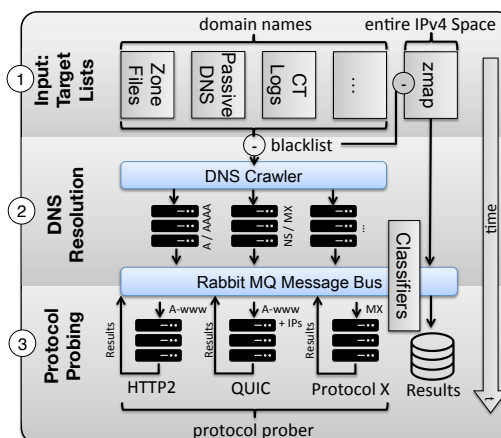 domain names
entire IPv4 Space
1
Input:
Target
Lists
Zone
Files
Passive
DNS
CT
Logs
...
-
zmap
- blacklist
time
2
DNS
Resolution
DNS Crawler
A / AAAA
NS / MX
...
Classifiers
Rabbit MQ Message Bus
3
Protocol
Probing
Results
A-www
Results
A-www
+ IPs
Results
MX
HTTP2
QUIC
Protocol X
Results
t
protocol prober